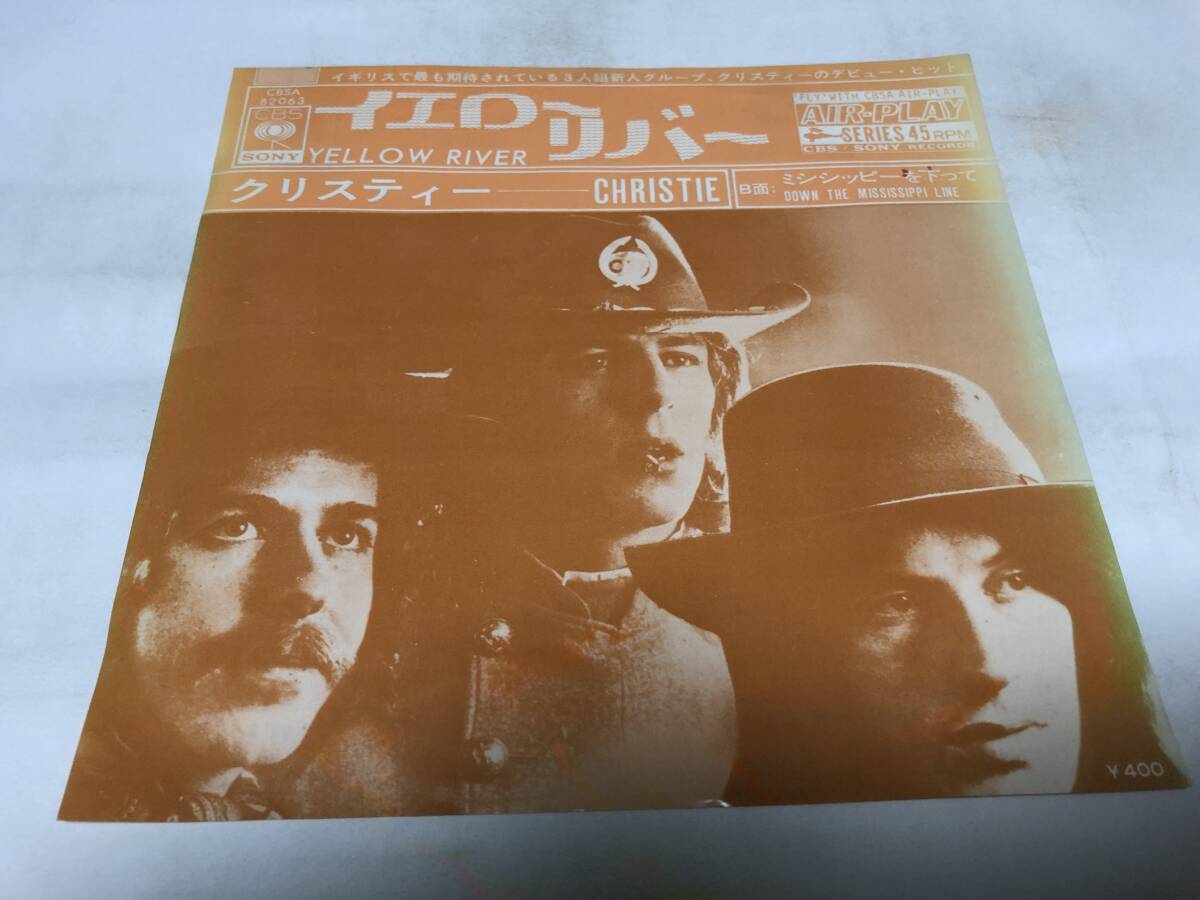 イギリスで最も期待されている3人組新人グループ、クリスティーのデビュー・ヒット
CBSA
82063
CBS
SONY
イエローリバー
YELLOW RIVER
"FLY" WITH CBSA AIR-PLAY!
AIR-PLAY
SERIES 45 RPM
CBS / SONY RECORDS
クリスティー
CHRISTIE
B面:
ミシシッピーを下って
DOWN THE MISSISSIPPI LINE
¥400